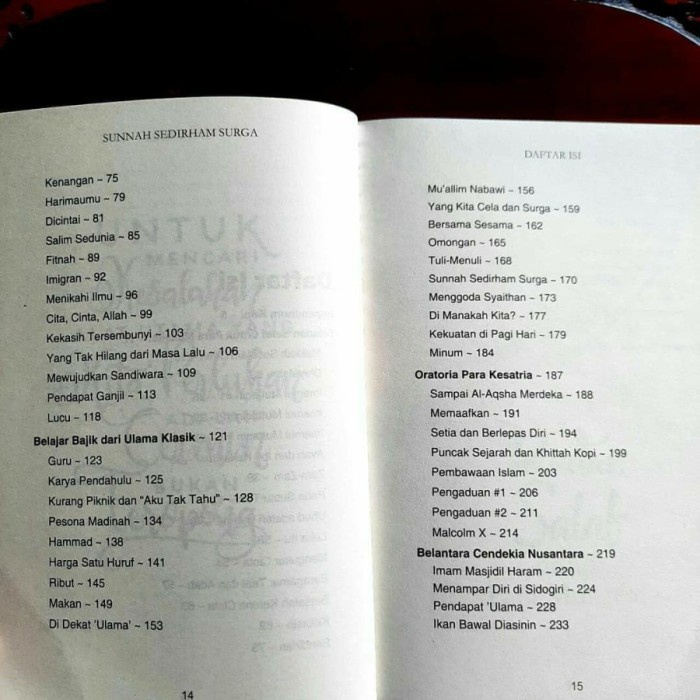 SUNNAH SEDIRHAM SURGA
Kenangan ~ 75
Harimaumu ~ 79
Dicintai ~ 81
Salim Sedunia ~ 85
Fitnah ~ 89
Imigran ~ 92
Menikahi Ilmu ~ 96
Cita, Cinta, Allah ~ 99
Kekasih Tersembunyi ~ 103
Yang Tak Hilang dari Masa Lalu ~ 106
Mewujudkan Sandiwara ~ 109
Pendapat Ganjil ~ 113
Lucu ~ 118
Belajar Bajik dari Ulama Klasik ~ 121
Guru ~ 123
Karya Pendahulu ~ 125
Kurang Piknik dan "Aku Tak Tahu" ~ 128
Pesona Madinah ~ 134
Hammad ~ 138
Harga Satu Huruf ~ 141
Ribut ~ 145
Makan ~ 149
Di Dekat 'Ulama' ~ 153
14
DAFTAR ISI
Mu'allim Nabawi ~ 156
Yang Kita Cela dan Surga ~ 159
Bersama Sesama ~ 162
Omongan ~ 165
Tuli-Menuli ~ 168
Sunnah Sedirham Surga ~ 170
Menggoda Syaithan ~ 173
Di Manakah Kita? ~ 177
Kekuatan di Pagi Hari ~ 179
Minum ~ 184
Oratoria Para Kesatria ~ 187
Sampai Al-Aqsha Merdeka ~ 188
Memaafkan ~ 191
Setia dan Berlepas Diri ~ 194
Puncak Sejarah dan Khittah Kopi ~ 199
Pembawaan Islam ~ 203
Pengaduan #1 ~ 206
Pengaduan #2 ~ 211
Malcolm X ~ 214
Belantara Cendekia Nusantara ~ 219
Imam Masjidil Haram ~ 220
Menampar Diri di Sidogiri ~ 224
Pendapat 'Ulama ~ 228
Ikan Bawal Diasinin ~ 233
15